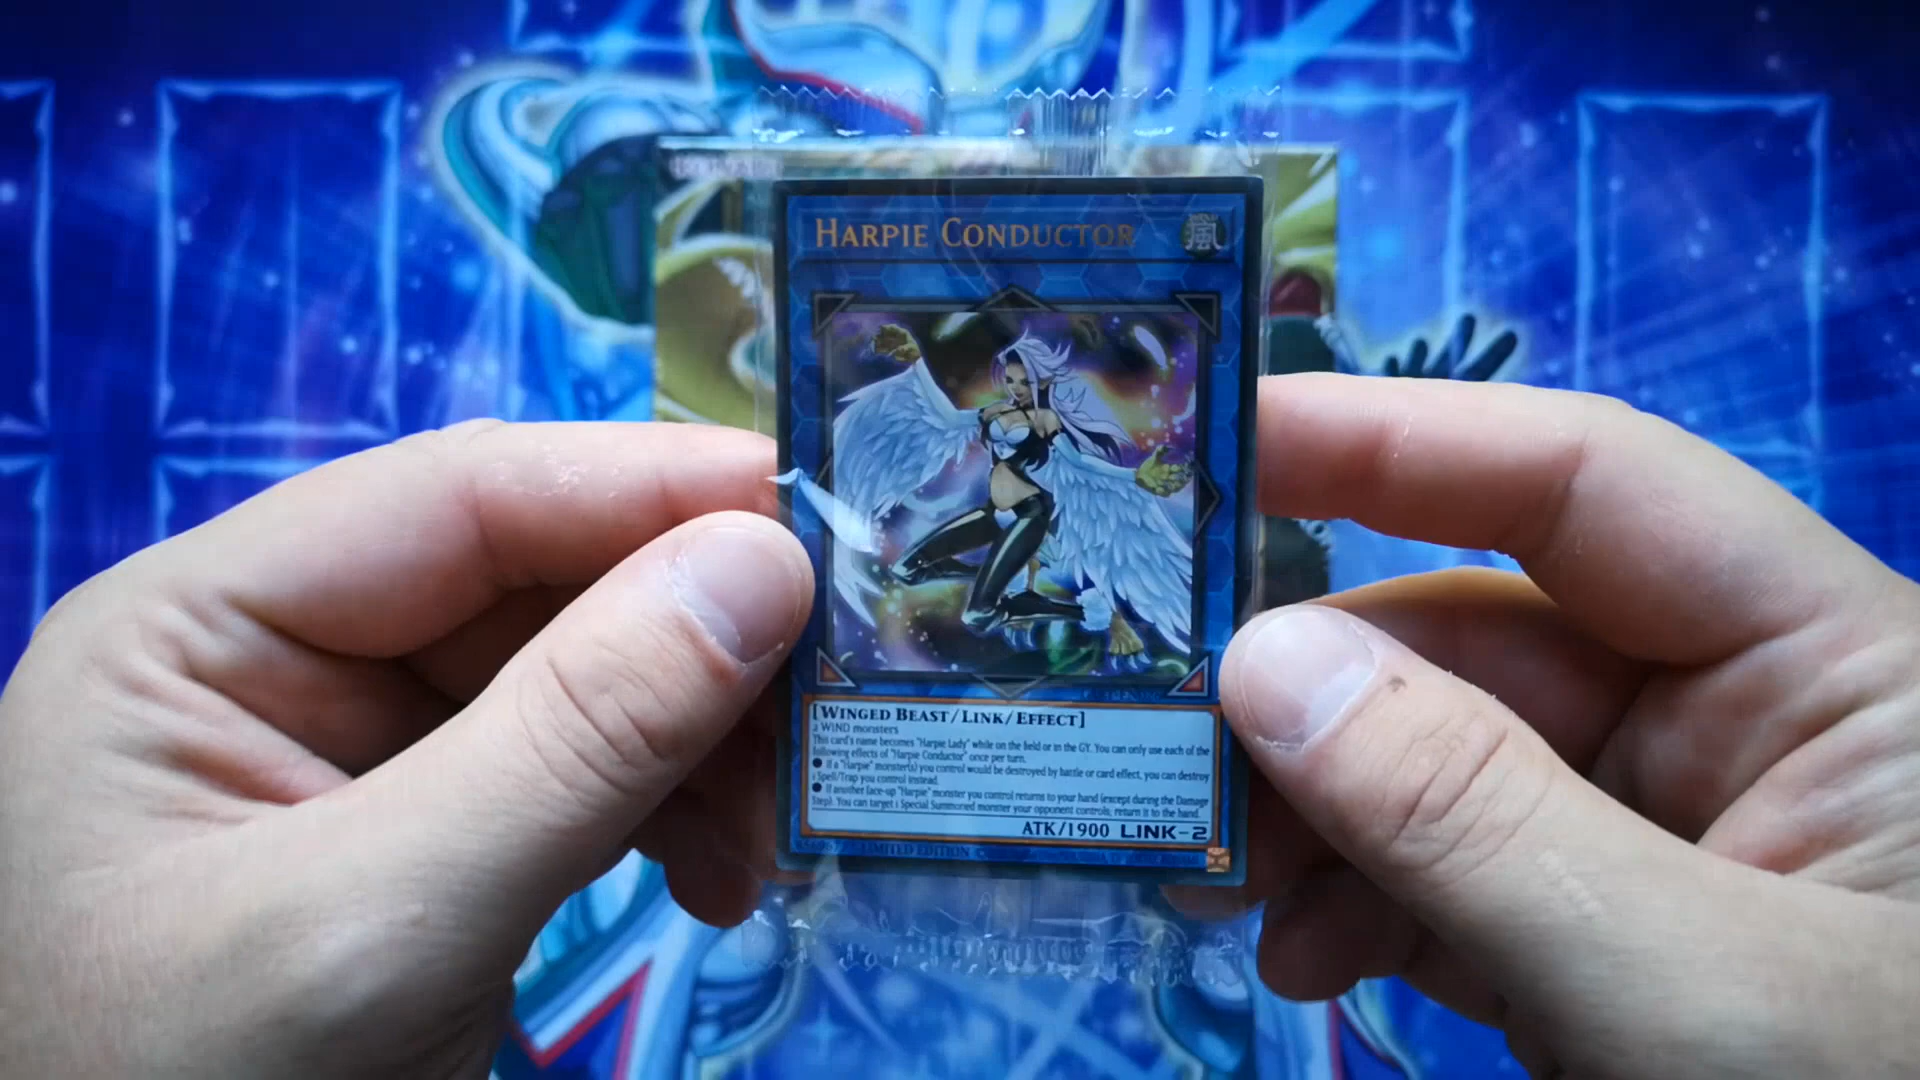 HARPIE CONDUCTOR
WIND
風
[WINGED BEAST/LINK/EFFECT]
2 WIND monsters
This card's name becomes "Harpie Lady" while on the field or in the GY. You can only use each of the
following effects of "Harpie Conductor" once per turn.
● If a "Harpie" monster(s) you control would be destroyed by battle or card effect, you can destroy
1 Spell/Trap you control instead.
● If another face-up "Harpie" monster you control returns to your hand (except during the Damage
Step): You can target 1 Special Summoned monster your opponent controls; return it to the hand.
ATK/1900 LINK-2
LIMITED EDITION